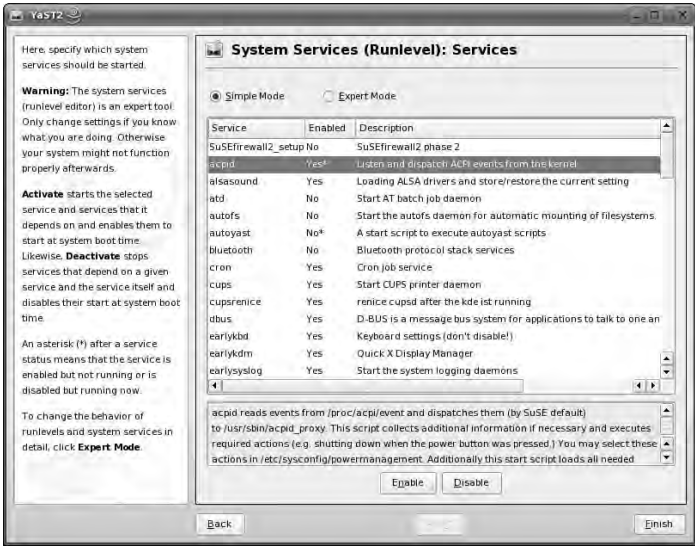 YaST2
Here, specify which system
services should be started.
Warning: The system services
(runlevel editor) is an expert tool.
Only change settings if you know
what you are doing. Otherwise
your system might not function
properly afterwards.
Activate starts the selected
service and services that it
depends on and enables them to
start at system boot time.
Likewise, Deactivate stops
services that depend on a given
service and the service itself and
disables their start at system boot
time.
An asterisk (*) after a service
status means that the service is
enabled but not running or is
disabled but running now.
To change the behavior of
runlevels and system services in
detail, click Expert Mode.
System Services (Runlevel): Services
Simple Mode Expert Mode
Service Enabled Description
SuSEfirewall2_setup No SuSEfirewall2 phase 2
acpid Yes* Listen and dispatch ACPI events from the kernel
alsasound Yes Loading ALSA drivers and store/restore the current setting
atd No Start AT batch job daemon
autofs No Start the autofs daemon for automatic mounting of filesystems.
autoyast No* A start script to execute autoyast scripts
bluetooth No Bluetooth protocol stack services
cron Yes Cron job service
cups Yes Start CUPS printer daemon
cupsrenice Yes renice cupsd after the kde ist running
dbus Yes D-BUS is a message bus system for applications to talk to one an
earlykbd Yes Keyboard settings (don't disable!)
earlykdm Yes Quick X Display Manager
earlysyslog Yes Start the system logging daemons
acpid reads events from /proc/acpi/event and dispatches them (by SuSE default)
to /usr/sbin/acpid_proxy. This script collects additional information if necessary and executes
required actions (e.g. shutting down when the power button was pressed.) You may select these
actions in /etc/sysconfig/powermanagement. Additionally this start script loads all needed
Enable Disable
Back Finish